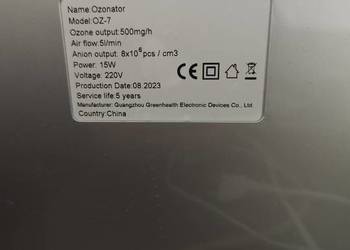 Name Ozonator
Model:OZ-7
Ozone output:500mg/h
Air flow:5l/min
Anion output: 8x10⁶pcs / cm3
Power: 15W
Voltage: 220V
Production Date:08.2023
Service life:5 years
Manufacturer: Guangzhou Greenhealth Electronic Devices Co., Ltd.
Country:China
CE